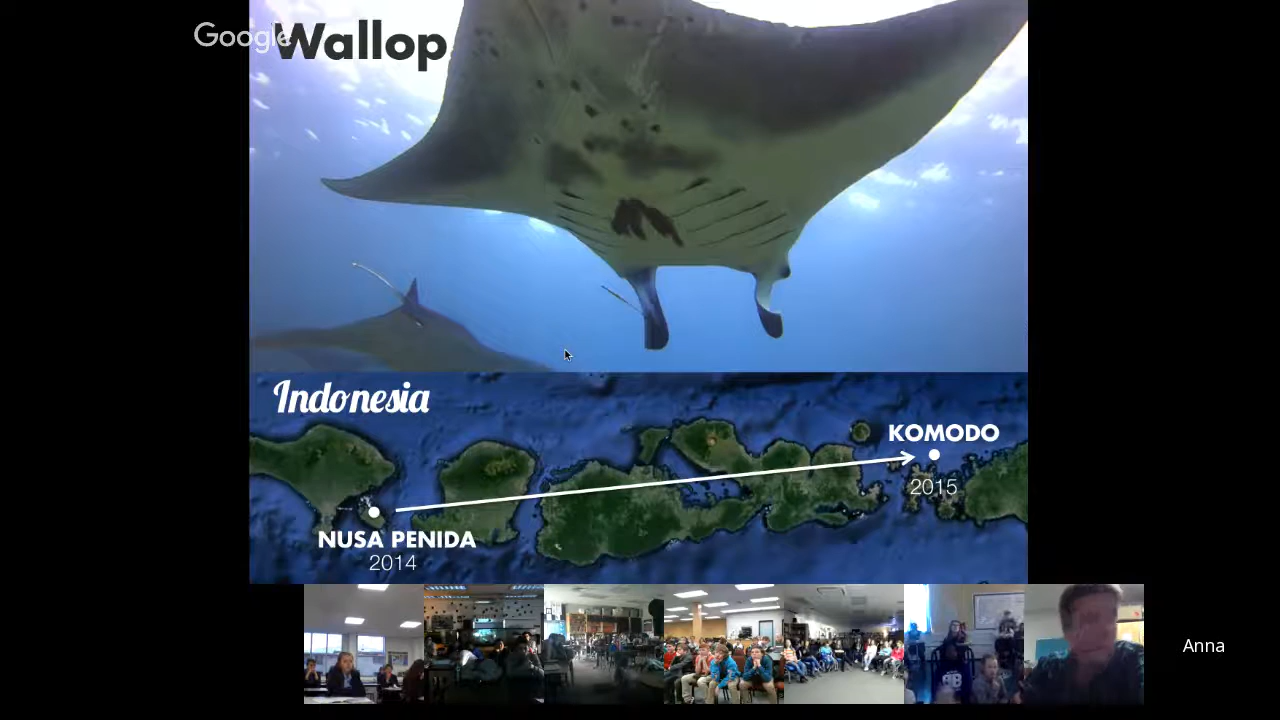 Google
Wallop
Indonesia
KOMODO
2015
NUSA PENIDA
2014
Anna